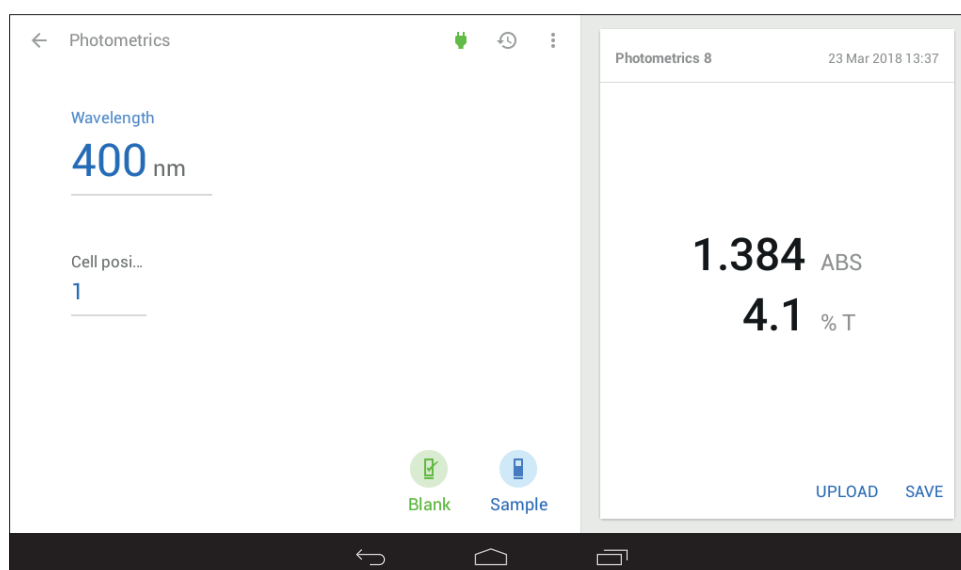 Photometrics
Wavelength
400 nm
Cell posi...
1
Blank
Sample
Photometrics 8
23 Mar 2018 13:37
1.384 ABS
4.1 % T
UPLOAD
SAVE